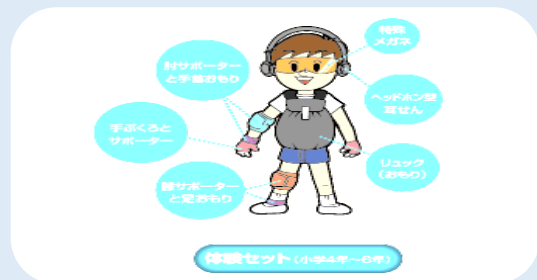 特殊
メガネ
肘サポーター
と手首おもり
ヘッドホン型
耳せん
手ぶくろと
サポーター
リュック
(おもり)
膝サポーター
と足おもり
体験セット(小学4年~6年)